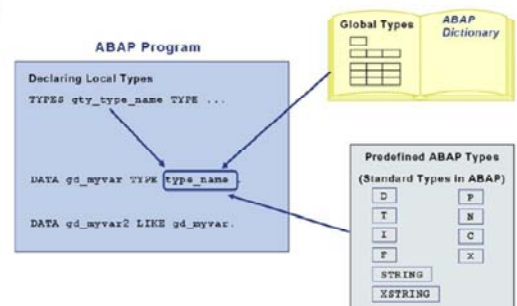 ABAP Program
Declaring Local Types
TYPES gty_type_name TYPE ...
DATA gd_myvar TYPE type_name .
DATA gd_myvar2 LIKE gd_myvar.
Global Types
ABAP
Dictionary
Predefined ABAP Types
(Standard Types in ABAP)
D P
T N
I C
F X
STRING
XSTRING